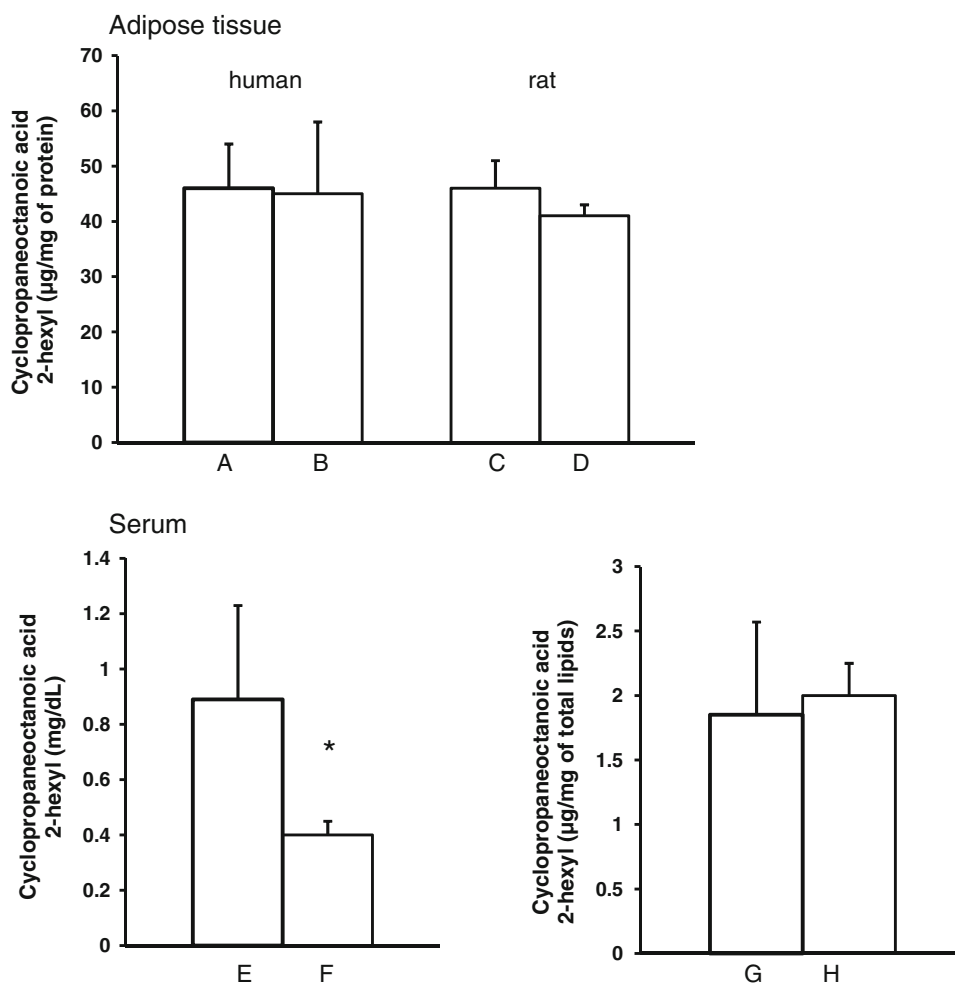 Adipose tissue
human
rat
Cyclopropaneoctanoic acid
2-hexyl (µg/mg of protein)
70
60
50
40
30
20
10
0
A
B
C
D
Serum
Cyclopropaneoctanoic acid
2-hexyl (mg/dL)
1.4
1.2
1
0.8
0.6
0.4
0.2
0
*
E
F
Cyclopropaneoctanoic acid
2-hexyl (µg/mg of total lipids)
3
2.5
2
1.5
1
0.5
0
G
H